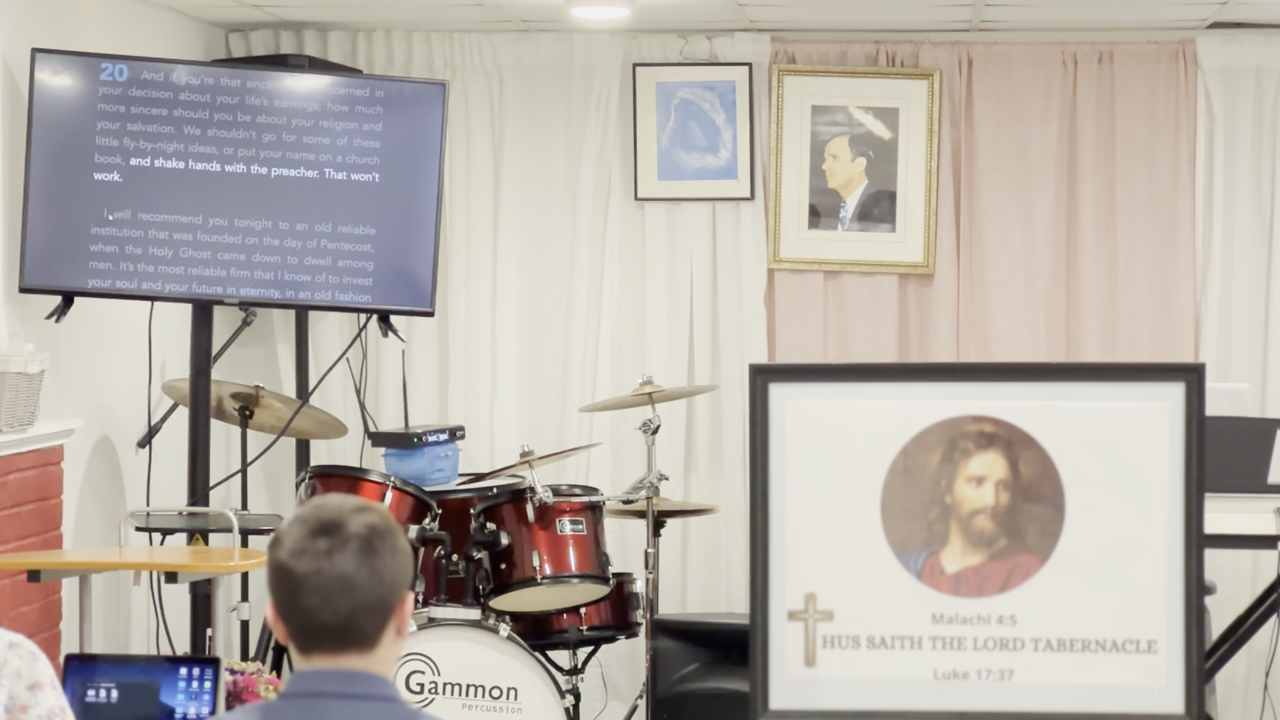 20 And if you're that sincere concerned in
your decision about your life's earnings, how much
more sincere should you be about your religion and
your salvation. We shouldn't go for some of these
little fly-by-night ideas, or put your name on a church
book, and shake hands with the preacher. That won't
work.
I will recommend you tonight to an old reliable
institution that was founded on the day of Pentecost,
when the Holy Ghost came down to dwell among
men. It's the most reliable firm that I know of to invest
your soul and your future in eternity, in an old fashion
Gammon
Gammon
PERCUSSION
Malachi 4:5
HUS SAITH THE LORD TABERNACLE
Luke 17:37